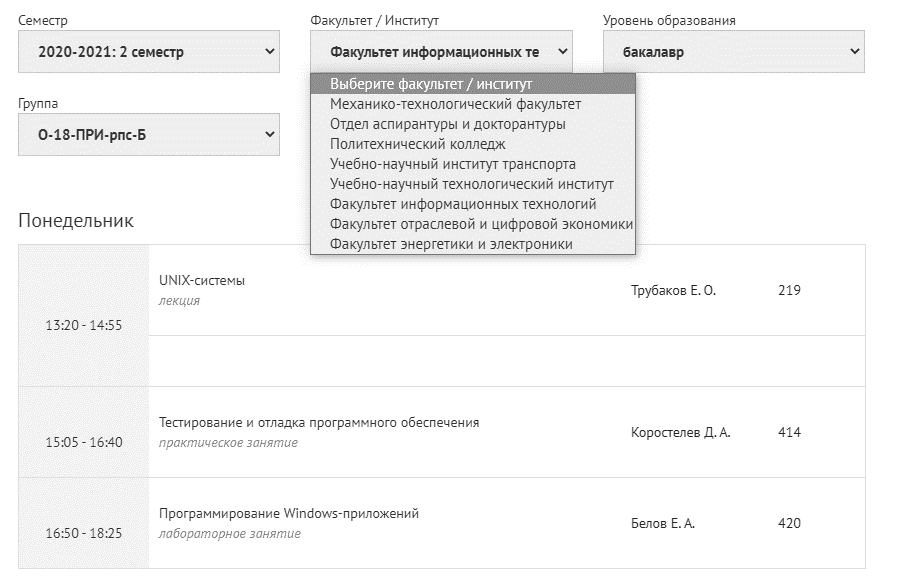 Семестр
Факультет / Институт
Уровень образования
2020-2021: 2 семестр
Факультет информационных те
бакалавр
Выберите факультет / институт
Механико-технологический факультет
Отдел аспирантуры и докторантуры
Политехнический колледж
Учебно-научный институт транспорта
Учебно-научный технологический институт
Факультет информационных технологий
Факультет отраслевой и цифровой экономики
Факультет энергетики и электроники
Группа
О-18-ПРИ-рпс-Б
Понедельник
13:20 - 14:55
UNIX-системы
лекция
Трубаков Е. О.
219
15:05 - 16:40
Тестирование и отладка программного обеспечения
практическое занятие
Коростелев Д. А.
414
16:50 - 18:25
Программирование Windows-приложений
лабораторное занятие
Белов Е. А.
420